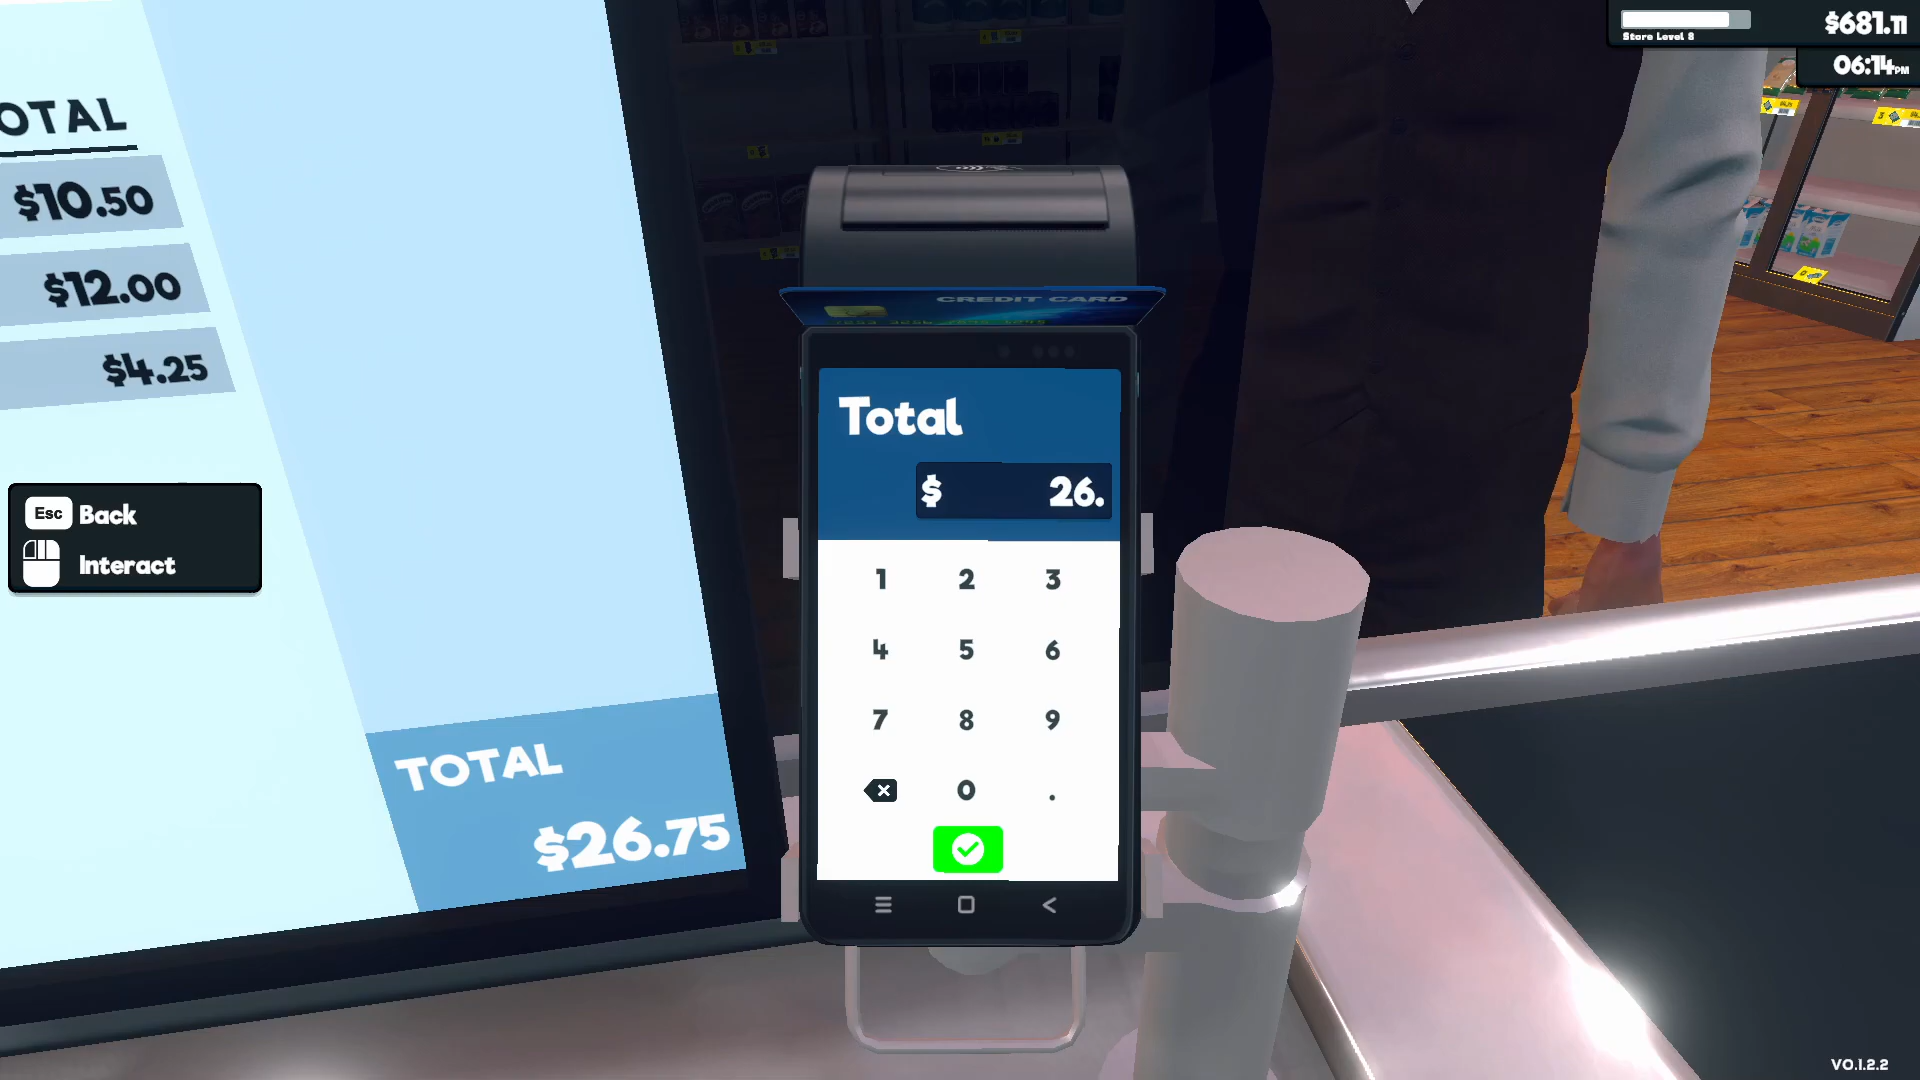 $681.11
Store Level 8
06:14PM
OTAL
$10.50
$12.00
$4.25
CREDIT CARD
Total
$ 26.
Esc Back
Interact
1 2 3
4 5 6
7 8 9
0 .
TOTAL
$26.75
V0.1.2.2